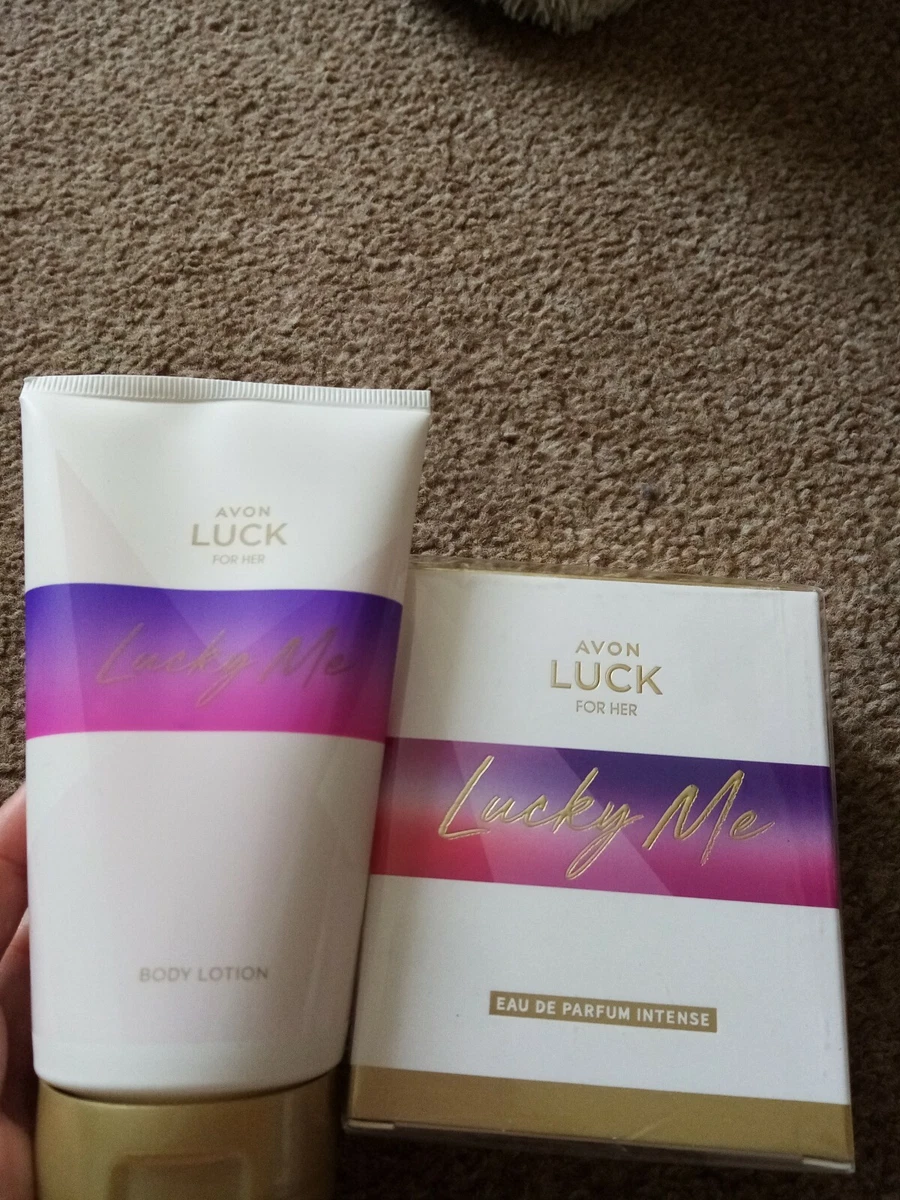 AVON
LUCK
FOR HER
Lucky Me
BODY LOTION
AVON
LUCK
FOR HER
Lucky Me
EAU DE PARFUM INTENSE